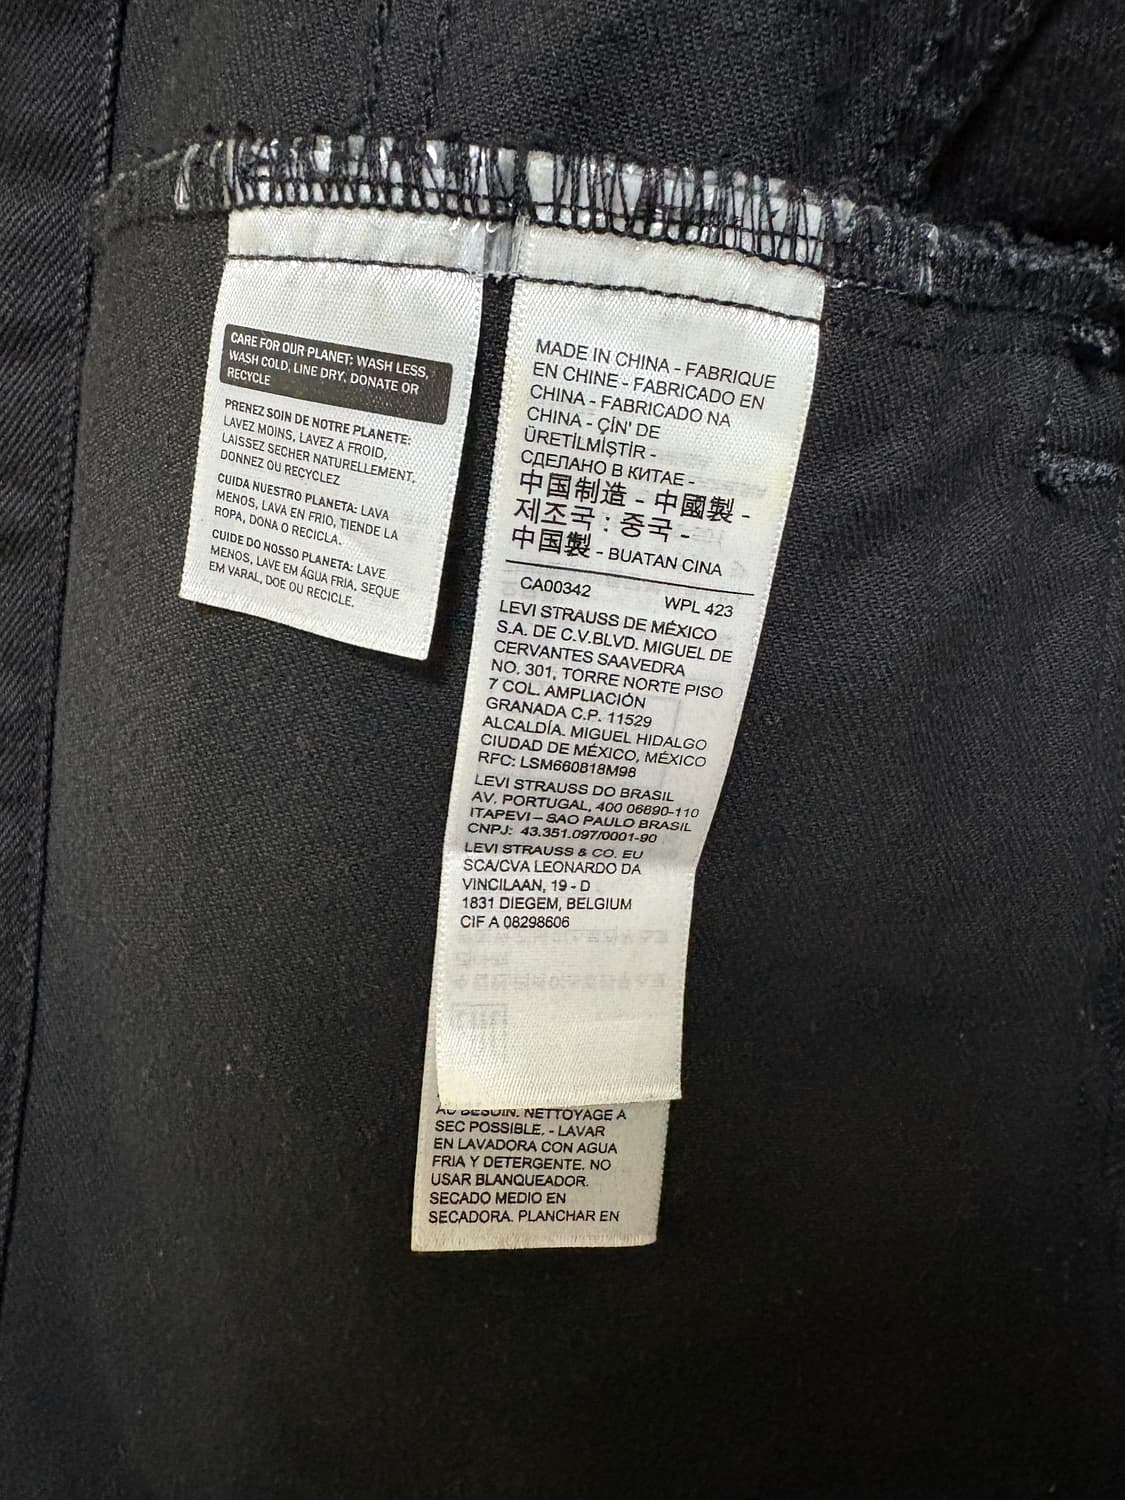 CARE FOR OUR PLANET: WASH LESS,
WASH COLD, LINE DRY, DONATE OR
RECYCLE
PRENEZ SOIN DE NOTRE PLANETE:
LAVEZ MOINS, LAVEZ A FROID,
LAISSEZ SECHER NATURELLEMENT,
DONNEZ OU RECYCLEZ
CUIDA NUESTRO PLANETA: LAVA
MENOS, LAVA EN FRIO, TIENDE LA
ROPA, DONA O RECICLA.
CUIDE DO NOSSO PLANETA: LAVE
MENOS, LAVE EM ÁGUA FRIA, SEQUE
EM VARAL, DOE OU RECICLE.
MADE IN CHINA - FABRIQUE
EN CHINE - FABRICADO EN
CHINA - FABRICADO NA
CHINA - ÇİN' DE
ÜRETİLMİŞTİR -
СДЕЛАНО В КИТАЕ -
中国制造 - 中國製 -
제조국 : 중국 -
中国製 - BUATAN CINA
CA00342 WPL 423
LEVI STRAUSS DE MÉXICO
S.A. DE C.V.BLVD. MIGUEL DE
CERVANTES SAAVEDRA
NO. 301, TORRE NORTE PISO
7 COL. AMPLIACIÓN
GRANADA C.P. 11529
ALCALDÍA. MIGUEL HIDALGO
CIUDAD DE MÉXICO, MÉXICO
RFC: LSM660818M98
LEVI STRAUSS DO BRASIL
AV. PORTUGAL, 400 06690-110
ITAPEVI – SAO PAULO BRASIL
CNPJ: 43.351.097/0001-90
LEVI STRAUSS & CO. EU
SCA/CVA LEONARDO DA
VINCILAAN, 19 - D
1831 DIEGEM, BELGIUM
CIF A 08298606
AU BESOIN. NETTOYAGE A
SEC POSSIBLE. - LAVAR
EN LAVADORA CON AGUA
FRIA Y DETERGENTE. NO
USAR BLANQUEADOR.
SECADO MEDIO EN
SECADORA. PLANCHAR EN